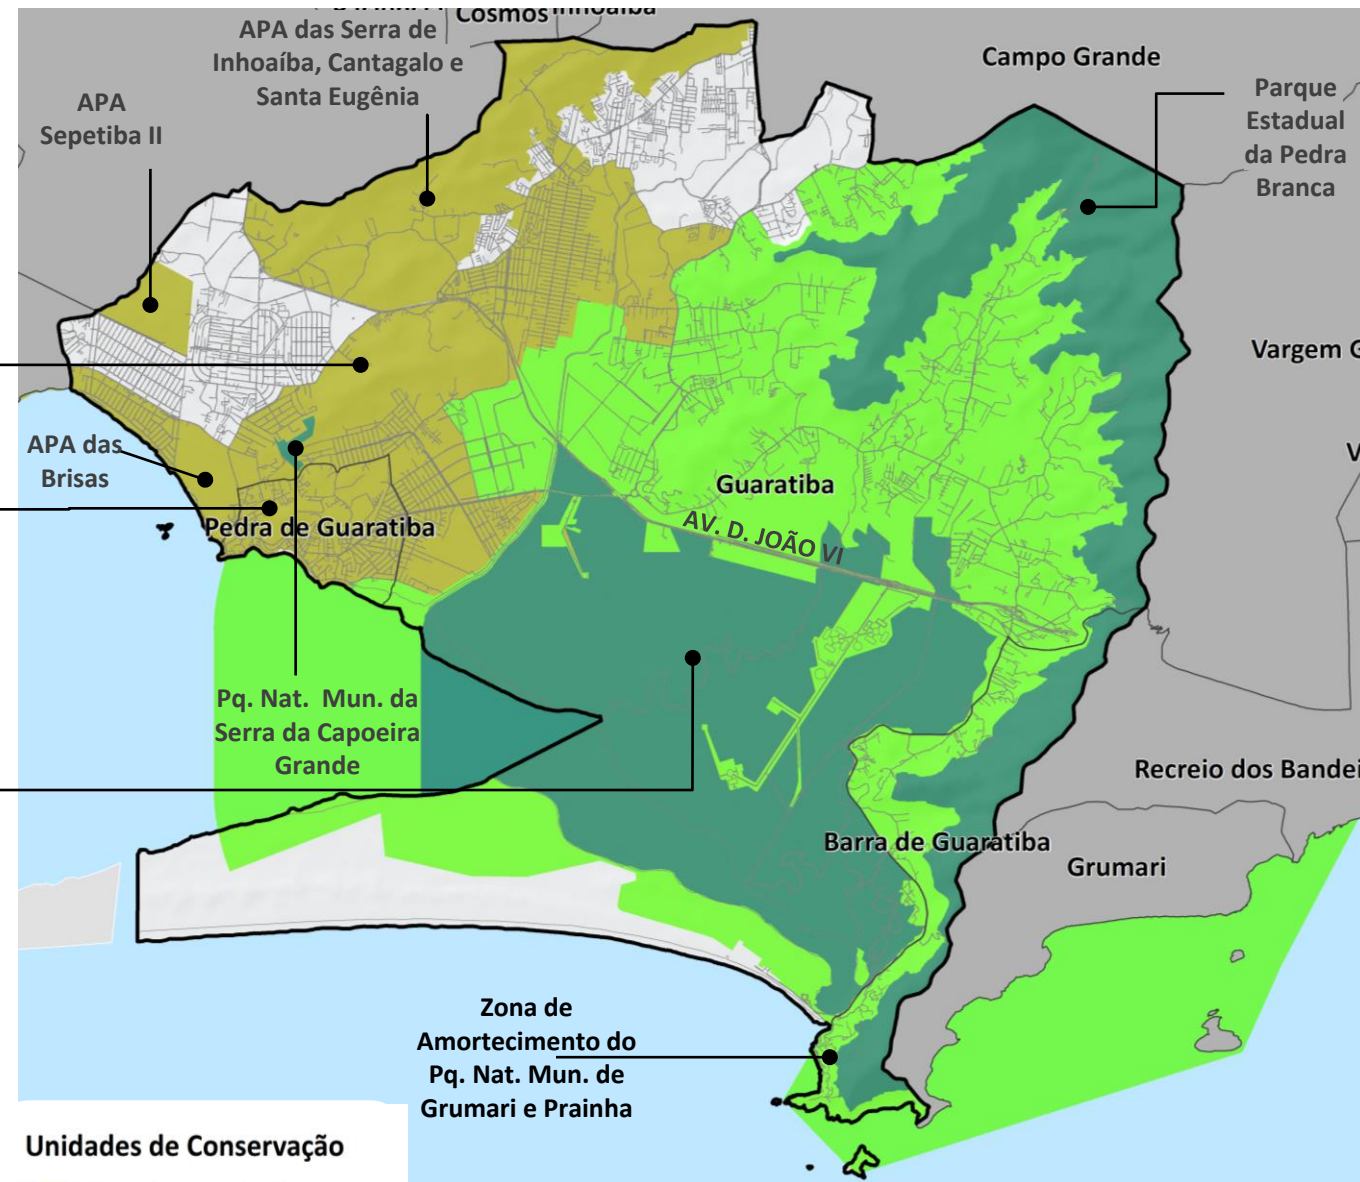 Cosmos
APA das Serra de
Inhoaíba, Cantagalo e
Santa Eugênia
Campo Grande
APA
Sepetiba II
Parque
Estadual
da Pedra
Branca
Vargem G
V
APA das
Brisas
Guaratiba
AV. D. JOÃO VI
Pedra de Guaratiba
Pq. Nat. Mun. da
Serra da Capoeira
Grande
Recreio dos Bandei
Barra de Guaratiba
Grumari
Zona de
Amortecimento do
Pq. Nat. Mun. de
Grumari e Prainha
Unidades de Conservação